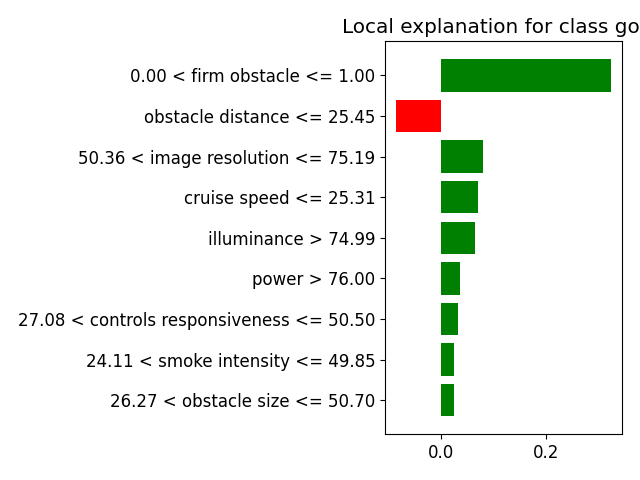 Local explanation for class go
0.00 < firm obstacle <= 1.00
obstacle distance <= 25.45
50.36 < image resolution <= 75.19
cruise speed <= 25.31
illuminance > 74.99
power > 76.00
27.08 < controls responsiveness <= 50.50
24.11 < smoke intensity <= 49.85
26.27 < obstacle size <= 50.70
0.0 0.2